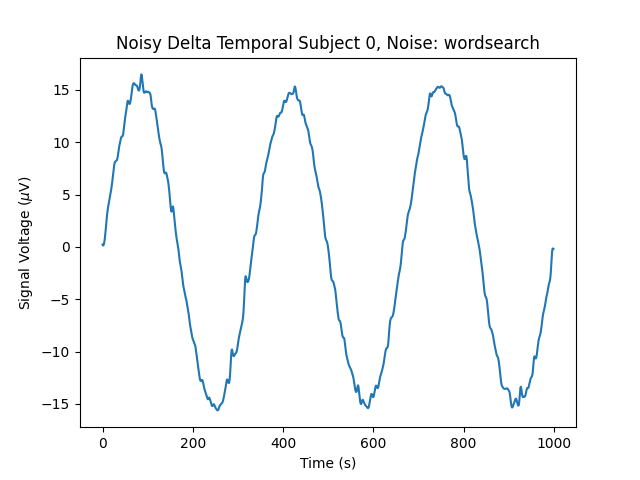 Noisy Delta Temporal Subject 0, Noise: wordsearch
Signal Voltage (μV)
15
10
5
0
−5
−10
−15
0 200 400 600 800 1000
Time (s)